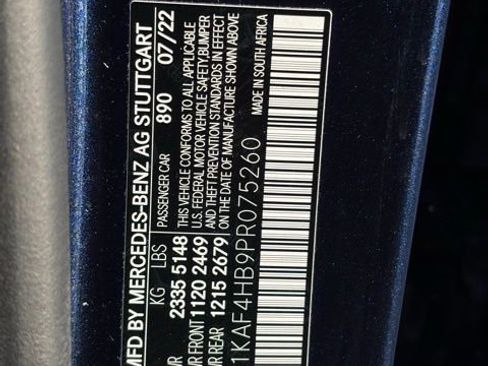 MFD BY MERCEDES-BENZ AG STUTTGART
PASSENGER CAR 890 07/22
KG LBS
2335 5148
FRONT 1120 2469
REAR 1215 2679
THIS VEHICLE CONFORMS TO ALL APPLICABLE
U.S. FEDERAL MOTOR VEHICLE SAFETY, BUMPER
AND THEFT PREVENTION STANDARDS IN EFFECT
ON THE DATE OF MANUFACTURE SHOWN ABOVE
MADE IN SOUTH AFRICA
1KAF4HB9PR075260